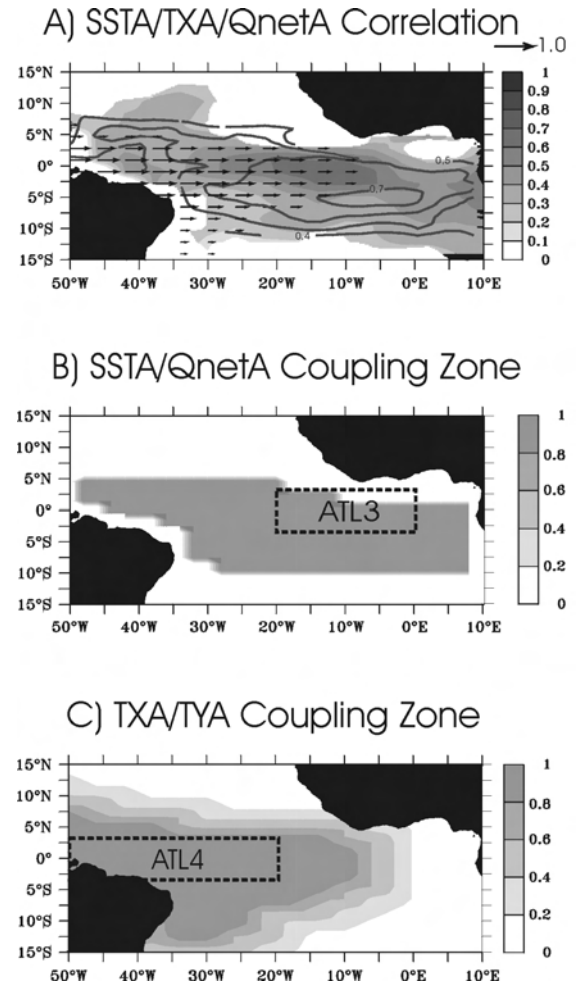 A) SSTA/TXA/QnetA Correlation
1.0
15°N
10°N
5°N
0°
5°S
10°S
15°S
0.5
0.7
0.4
50°W 40°W 30°W 20°W 10°W 0°E 10°E
1
0.9
0.8
0.7
0.6
0.5
0.4
0.3
0.2
0.1
0
B) SSTA/QnetA Coupling Zone
15°N
10°N
5°N
0°
5°S
10°S
15°S
ATL3
50°W 40°W 30°W 20°W 10°W 0°E 10°E
1
0.8
0.6
0.4
0.2
0
C) TXA/TYA Coupling Zone
15°N
10°N
5°N
0°
5°S
10°S
15°S
ATL4
50°W 40°W 30°W 20°W 10°W 0°E 10°E
1
0.8
0.6
0.4
0.2
0